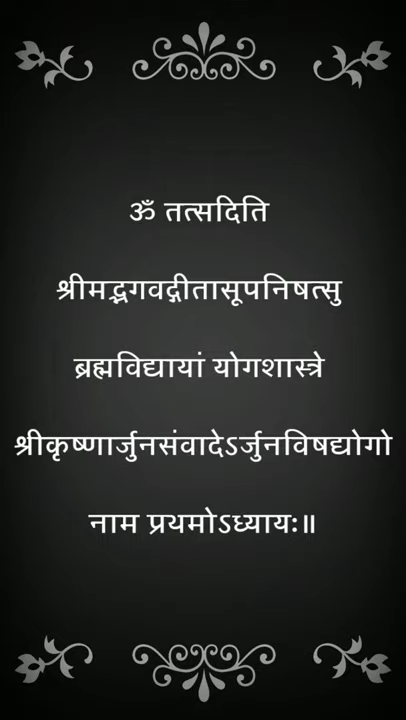 ॐ तत्सदिति
श्रीमद्भगवद्गीतासूपनिषत्सु
ब्रह्मविद्यायां योगशास्त्रे
श्रीकृष्णार्जुनसंवादेऽर्जुनविषद्योगो
नाम प्रथमोऽध्यायः॥